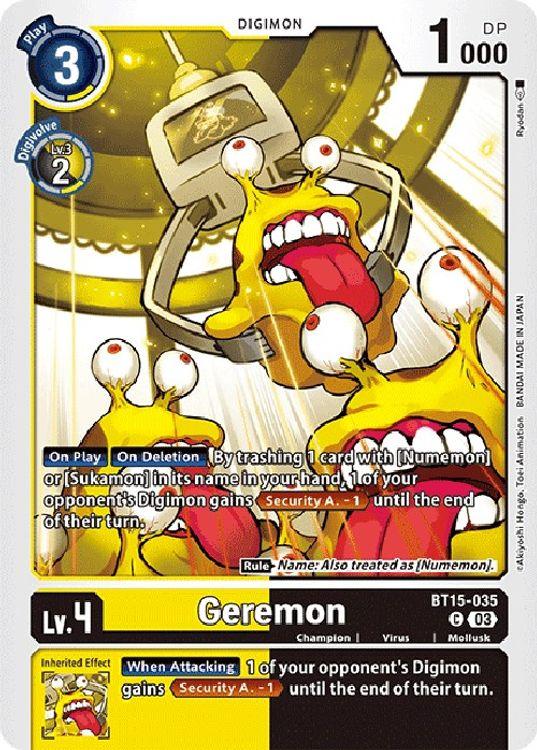 Play
3
DIGIMON
1000
DP
Digivolve
Lv.3
2
Ryodan
©Akiyoshi Hongo, Toei Animation BANDAI MADE IN JAPAN
On Play On Deletion By trashing 1 card with [Numemon]
or [Sukamon] in its name in your hand, 1 of your
opponent's Digimon gains Security A. -1 until the end
of their turn.
Rule Name: Also treated as [Numemon].
Lv.4
Geremon
BT15-035
C 03
Champion | Virus | Mollusk
Inherited Effect
When Attacking 1 of your opponent's Digimon
gains Security A. -1 until the end of their turn.